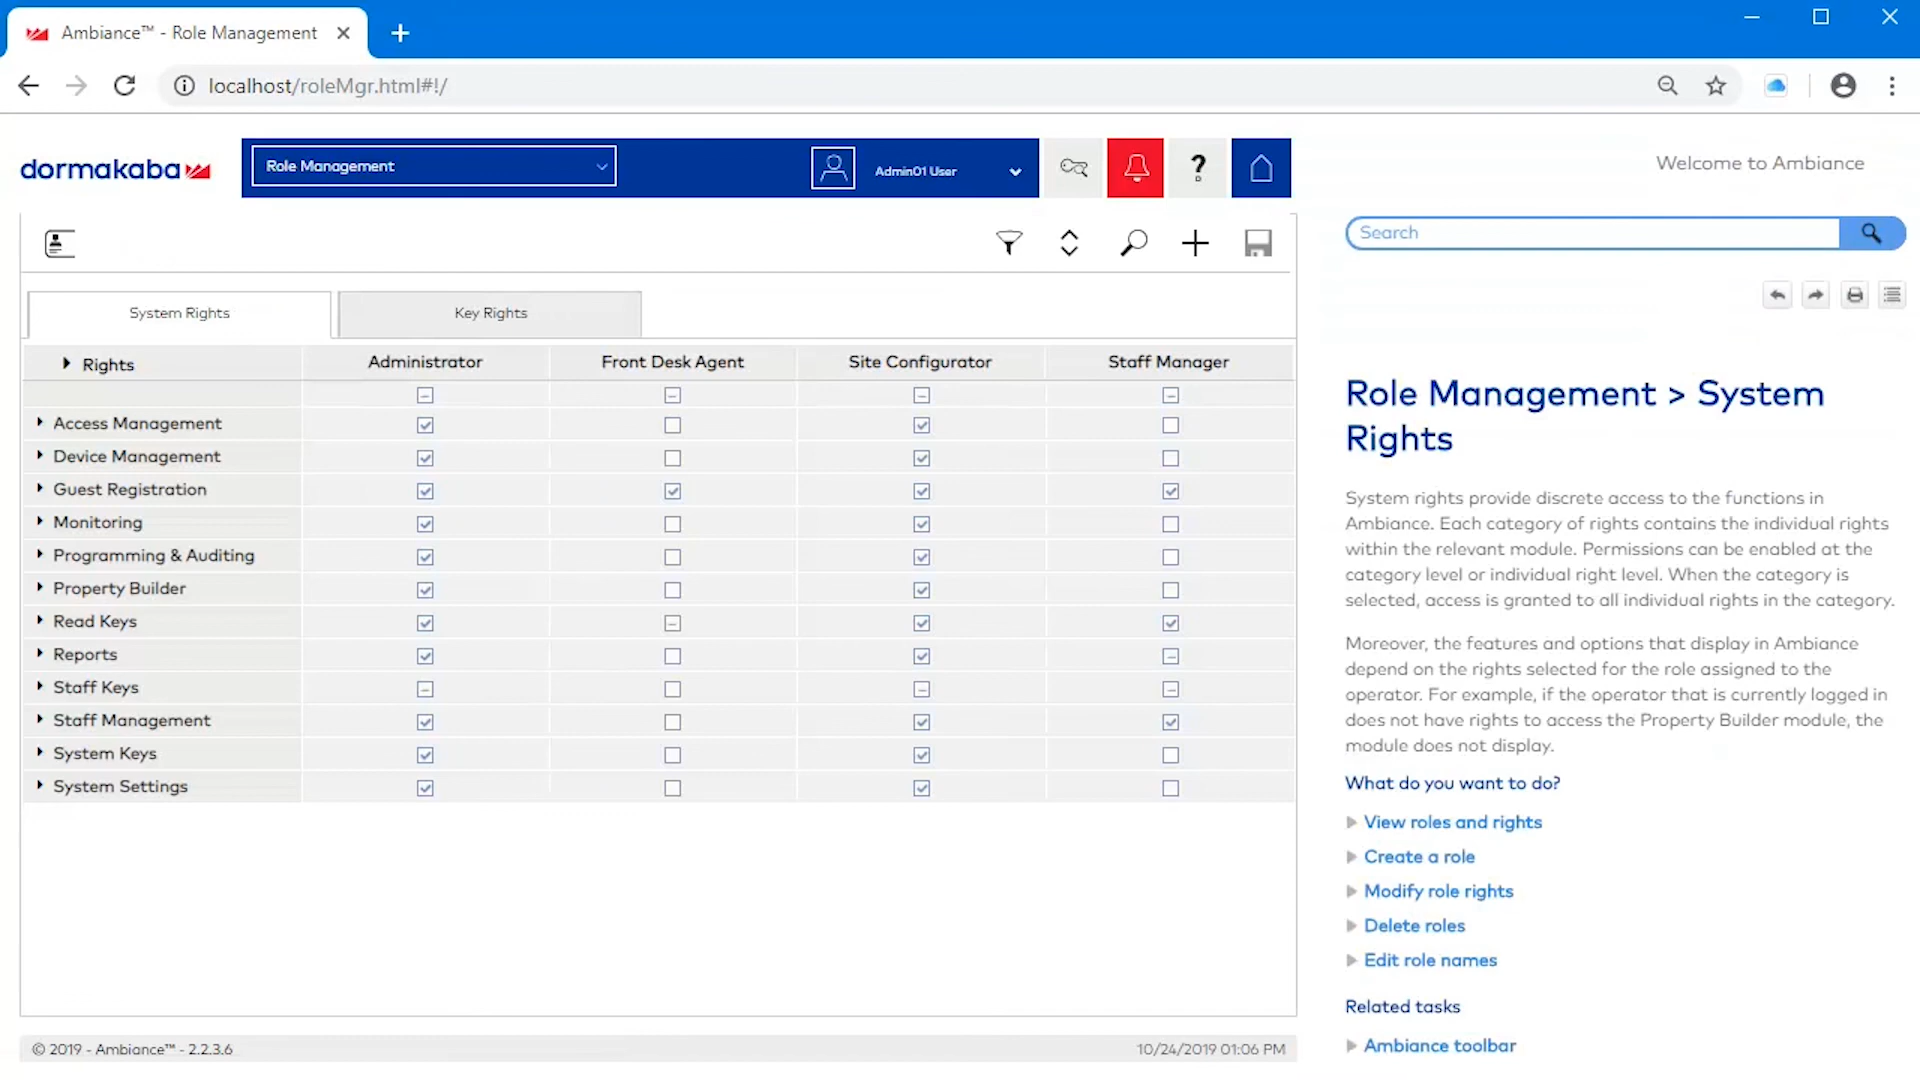 Ambiance™ - Role Management
localhost/roleMgr.html#!/
dormakaba
Role Management
Admin01 User
?
Welcome to Ambiance
Search
System Rights
Key Rights
Rights
Administrator
Front Desk Agent
Site Configurator
Staff Manager
Access Management
Device Management
Guest Registration
Monitoring
Programming & Auditing
Property Builder
Read Keys
Reports
Staff Keys
Staff Management
System Keys
System Settings
Role Management > System
Rights
System rights provide discrete access to the functions in
Ambiance. Each category of rights contains the individual rights
within the relevant module. Permissions can be enabled at the
category level or individual right level. When the category is
selected, access is granted to all individual rights in the category.
Moreover, the features and options that display in Ambiance
depend on the rights selected for the role assigned to the
operator. For example, if the operator that is currently logged in
does not have rights to access the Property Builder module, the
module does not display.
What do you want to do?
View roles and rights
Create a role
Modify role rights
Delete roles
Edit role names
Related tasks
Ambiance toolbar
© 2019 - Ambiance™ - 2.2.3.6
10/24/2019 01:06 PM